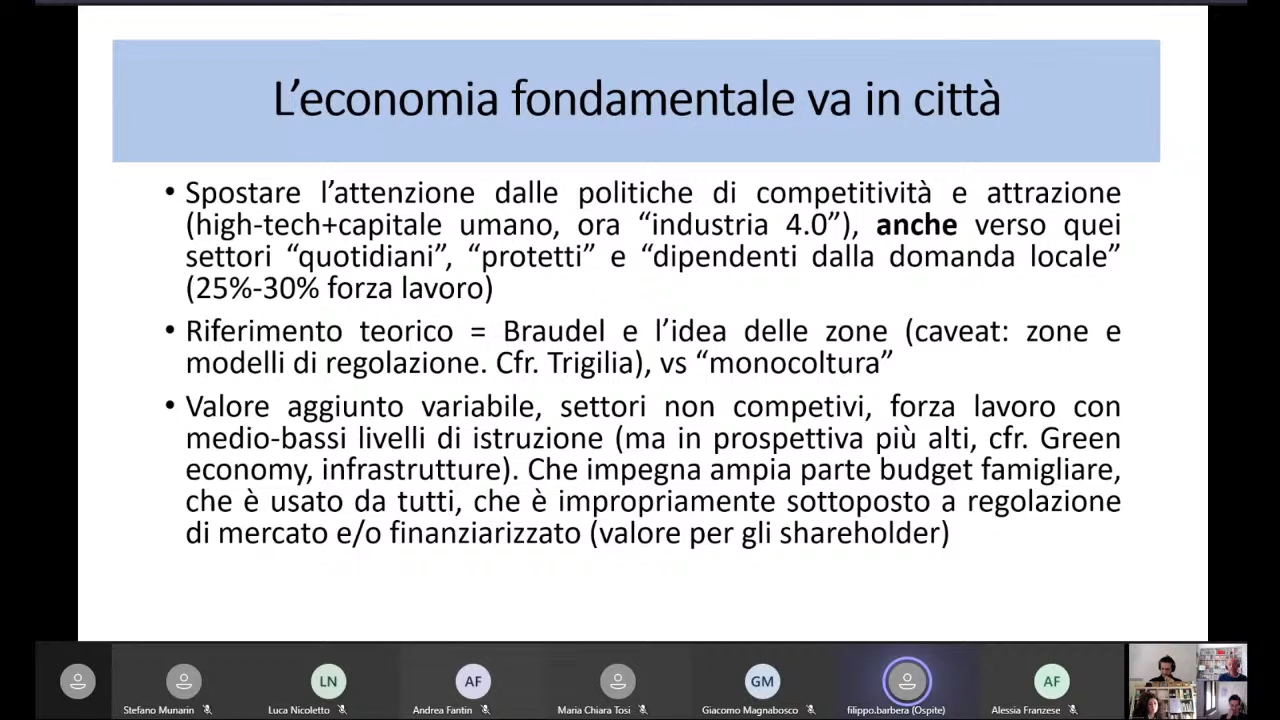 L’economia fondamentale va in città
• Spostare l’attenzione dalle politiche di competitività e attrazione
(high-tech+capitale umano, ora “industria 4.0”), anche verso quei
settori “quotidiani”, “protetti” e “dipendenti dalla domanda locale”
(25%-30% forza lavoro)
• Riferimento teorico = Braudel e l’idea delle zone (caveat: zone e
modelli di regolazione. Cfr. Trigilia), vs “monocoltura”
• Valore aggiunto variabile, settori non competivi, forza lavoro con
medio-bassi livelli di istruzione (ma in prospettiva più alti, cfr. Green
economy, infrastrutture). Che impegna ampia parte budget famigliare,
che è usato da tutti, che è impropriamente sottoposto a regolazione
di mercato e/o finanziarizzato (valore per gli shareholder)
LN AF GM AF
Stefano Munarin Luca Nicoletto Andrea Fantin Maria Chiara Tosi Giacomo Magnabosco filippo.barbera (Ospite) Alessia Franzese